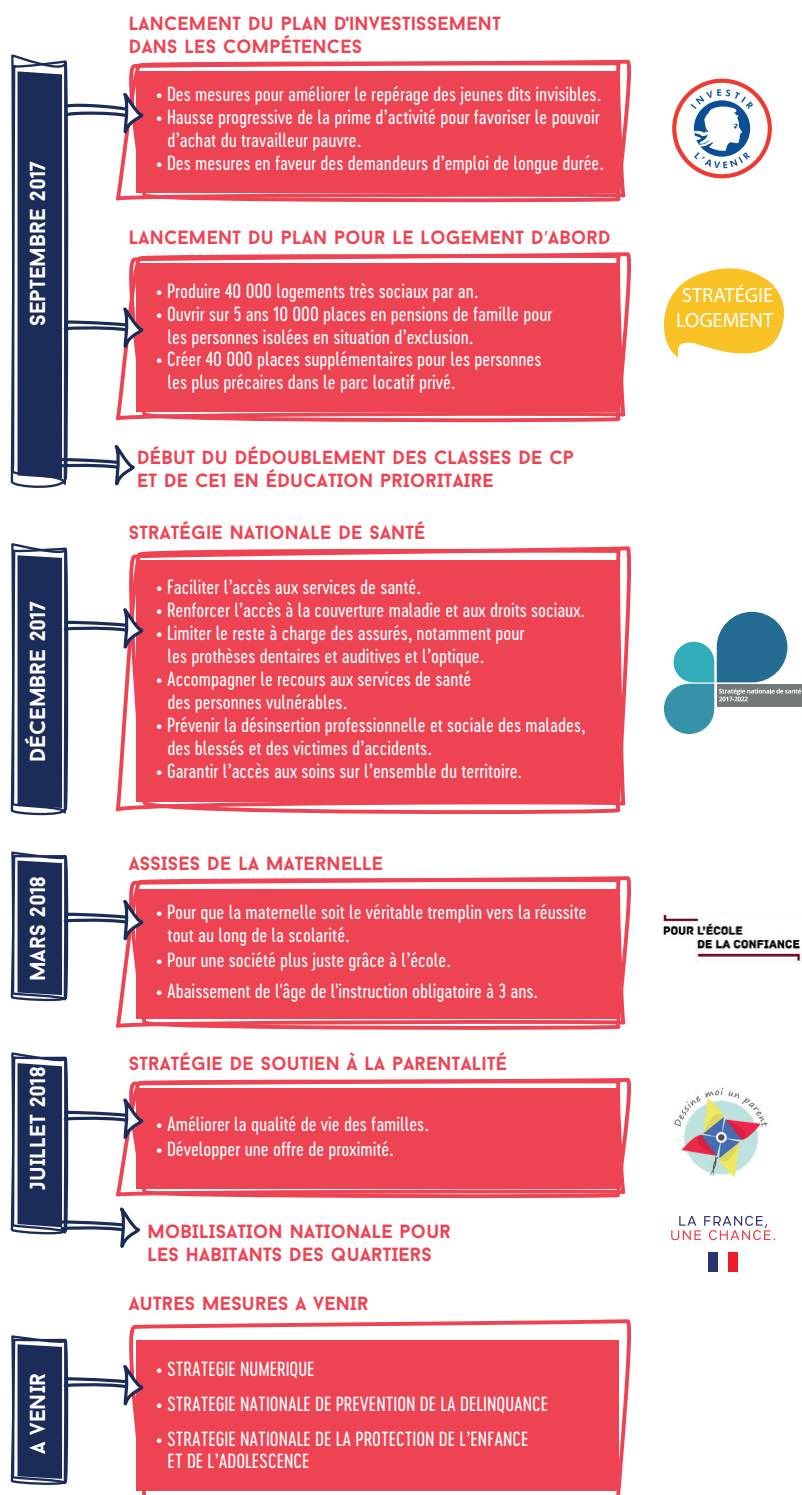 LANCEMENT DU PLAN D'INVESTISSEMENT
DANS LES COMPÉTENCES
SEPTEMBRE 2017
• Des mesures pour améliorer le repérage des jeunes dits invisibles.
• Hausse progressive de la prime d’activité pour favoriser le pouvoir
d’achat du travailleur pauvre.
• Des mesures en faveur des demandeurs d’emploi de longue durée.
INVESTIR
L’AVENIR
LANCEMENT DU PLAN POUR LE LOGEMENT D’ABORD
• Produire 40 000 logements très sociaux par an.
• Ouvrir sur 5 ans 10 000 places en pensions de famille pour
les personnes isolées en situation d’exclusion.
• Créer 40 000 places supplémentaires pour les personnes
les plus précaires dans le parc locatif privé.
STRATÉGIE
LOGEMENT
DÉBUT DU DÉDOUBLEMENT DES CLASSES DE CP
ET DE CE1 EN ÉDUCATION PRIORITAIRE
STRATÉGIE NATIONALE DE SANTÉ
DÉCEMBRE 2017
• Faciliter l’accès aux services de santé.
• Renforcer l’accès à la couverture maladie et aux droits sociaux.
• Limiter le reste à charge des assurés, notamment pour
les prothèses dentaires et auditives et l’optique.
• Accompagner le recours aux services de santé
des personnes vulnérables.
• Prévenir la désinsertion professionnelle et sociale des malades,
des blessés et des victimes d’accidents.
• Garantir l’accès aux soins sur l’ensemble du territoire.
Stratégie nationale de santé
2017-2022
ASSISES DE LA MATERNELLE
MARS 2018
• Pour que la maternelle soit le véritable tremplin vers la réussite
tout au long de la scolarité.
• Pour une société plus juste grâce à l’école.
• Abaissement de l'âge de l'instruction obligatoire à 3 ans.
POUR L’ÉCOLE
DE LA CONFIANCE
STRATÉGIE DE SOUTIEN À LA PARENTALITÉ
JUILLET 2018
• Améliorer la qualité de vie des familles.
• Développer une offre de proximité.
Dessine moi un parent
MOBILISATION NATIONALE POUR
LES HABITANTS DES QUARTIERS
LA FRANCE,
UNE CHANCE.
AUTRES MESURES A VENIR
A VENIR
• STRATEGIE NUMERIQUE
• STRATEGIE NATIONALE DE PREVENTION DE LA DELINQUANCE
• STRATEGIE NATIONALE DE LA PROTECTION DE L’ENFANCE
ET DE L’ADOLESCENCE